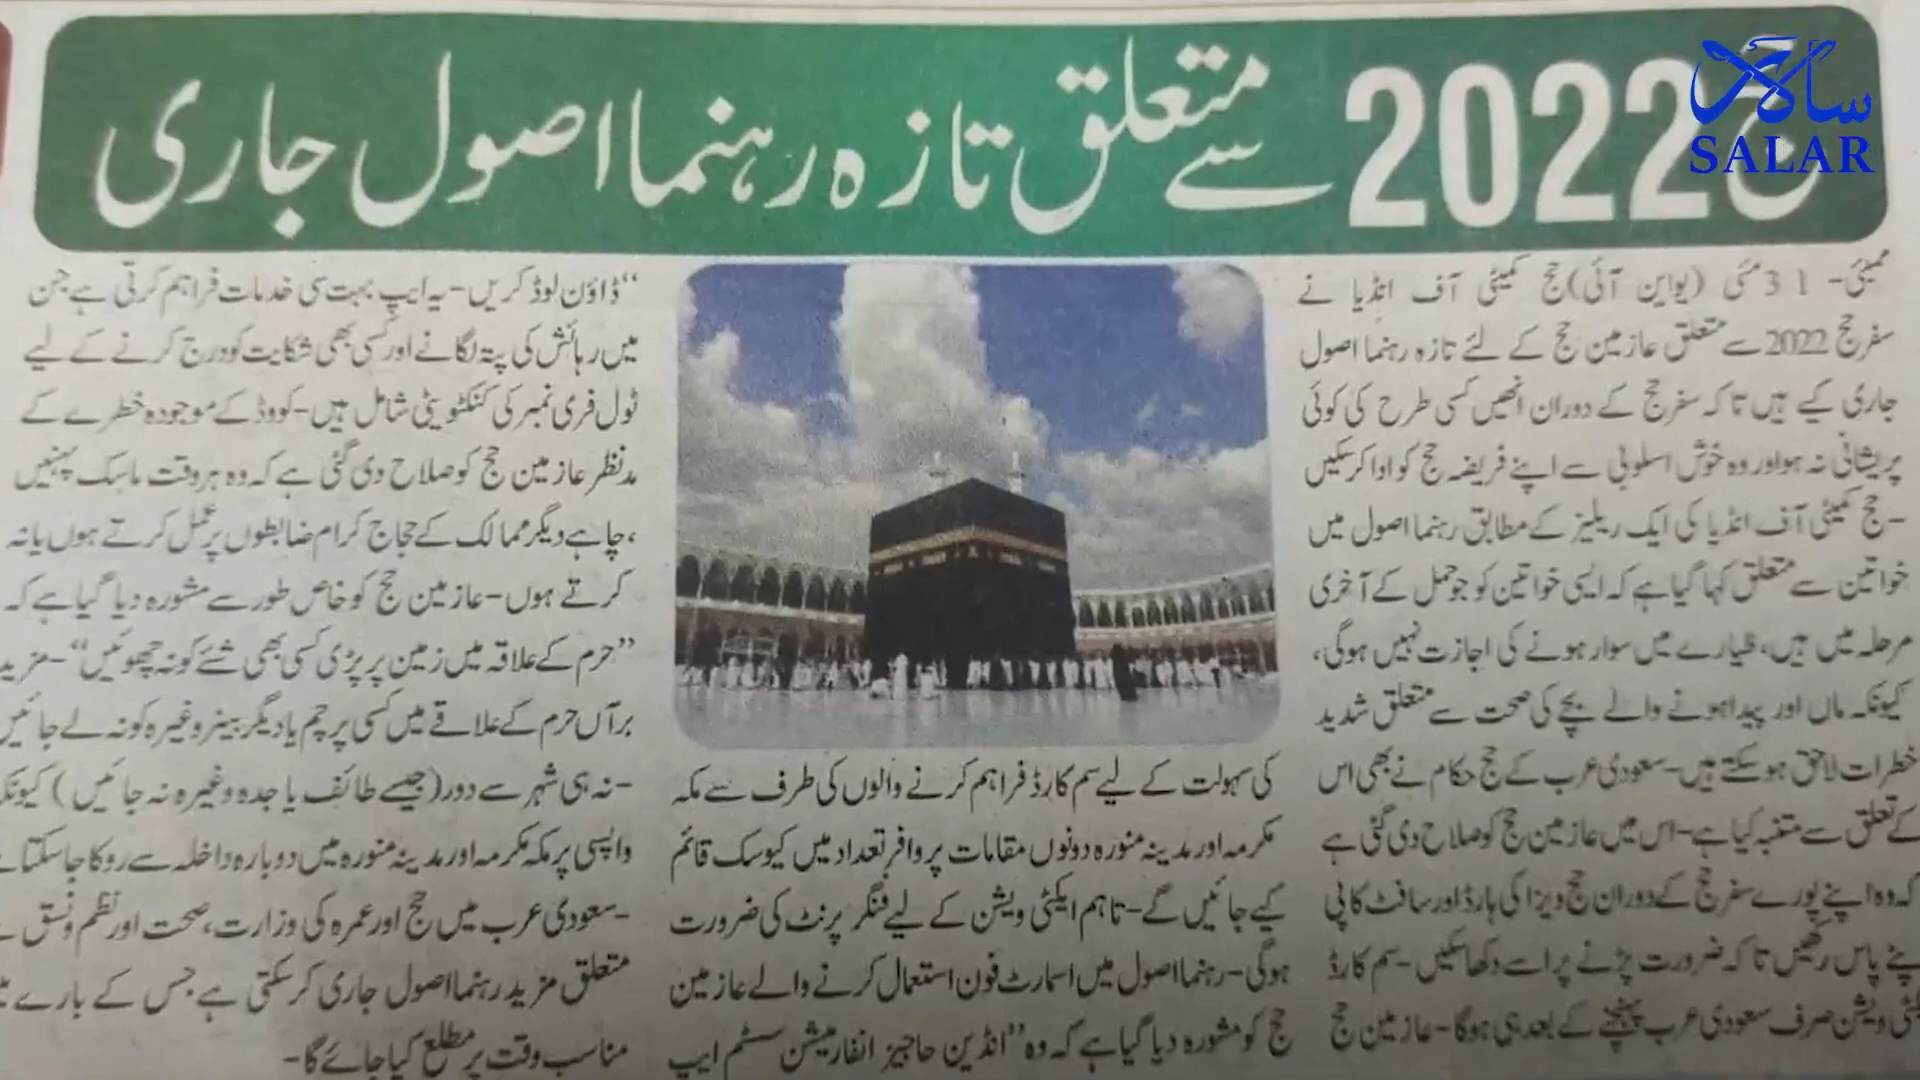 حج 2022 سے متعلق تازہ رہنما اصول جاری
سالار
SALAR
ممبئی- 31 مئی (یواین آئی) حج کمیٹی آف انڈیا نے
سفرحج 2022 سے متعلق عازمین حج کے لئے تازہ رہنما اصول
جاری کیے ہیں تاکہ سفرحج کے دوران انھیں کسی طرح کی کوئی
پریشانی نہ ہواور وہ خوش اسلوبی سے اپنے فریضہ حج کو ادا کرسکیں
-حج کمیٹی آف انڈیا کی ایک ریلیز کے مطابق رہنما اصول میں
خواتین سے متعلق کہا گیا ہے کہ ایسی خواتین کو جو حمل کے آخری
مرحلہ میں ہیں، طیارے میں سوار ہونے کی اجازت نہیں ہوگی،
کیونکہ ماں اور پیدا ہونے والے بچے کی صحت سے متعلق شدید
خطرات لاحق ہوسکتے ہیں-سعودی عرب کے حج حکام نے بھی اس
کے تعلق سے متنبہ کیا ہے-اس میں عازمین حج کو صلاح دی گئی ہے
کہ وہ اپنے پورے سفرحج کے دوران حج ویزا کی ہارڈ اور سافٹ کاپی
پنے پاس رکھیں تاکہ ضرورت پڑنے پر اسے دکھا سکیں-سم کارڈ
ویشن صرف سعودی عرب پہنچنے کے بعد ہی ہوگا-عازمین حج
کی سہولت کے لیے سم کارڈ فراہم کرنے والوں کی طرف سے مکہ
مکرمہ اور مدینہ منورہ دونوں مقامات پر وافر تعداد میں کیوسک قائم
کیے جائیں گے-تاہم ایکٹی ویشن کے لیے فنگر پرنٹ کی ضرورت
ہوگی-رہنما اصول میں اسمارٹ فون استعمال کرنے والے عازمین
حج کو مشورہ دیا گیا ہے کہ وہ ”انڈین حاجیز انفارمیشن سسٹم ایپ
“ڈاؤن لوڈ کریں-یہ ایپ بہت سی خدمات فراہم کرتی ہے جن
میں رہائش کی پتہ لگانے اور کسی بھی شکایت کو درج کرنے کے لیے
ٹول فری نمبر کی کنکٹویٹی شامل ہیں-کووڈ کے موجودہ خطرے کے
مدنظر عازمین حج کو صلاح دی گئی ہے کہ وہ ہر وقت ماسک پہنیں
،چاہے دیگر ممالک کے حجاج کرام ضابطوں پر عمل کرتے ہوں یا نہ
کرتے ہوں-عازمین حج کو خاص طور سے مشورہ دیا گیا ہے کہ
”حرم کے علاقہ میں زمین پر پڑی کسی بھی شئے کو نہ چھوئیں“-مزید
برآں حرم کے علاقے میں کسی پرچم یا دیگر بینر وغیرہ کو نہ لے جائیں
-نہ ہی شہر سے دور (جیسے طائف یا جدہ وغیرہ نہ جائیں) کیونکہ
واپسی پر مکہ مکرمہ اور مدینہ منورہ میں دوبارہ داخلہ سے روکا جاسکتا
-سعودی عرب میں حج اور عمرہ کی وزارت، صحت اور نظم ونسق
متعلق مزید رہنما اصول جاری کرسکتی ہے جس کے بارے
مناسب وقت پر مطلع کیا جائے گا-